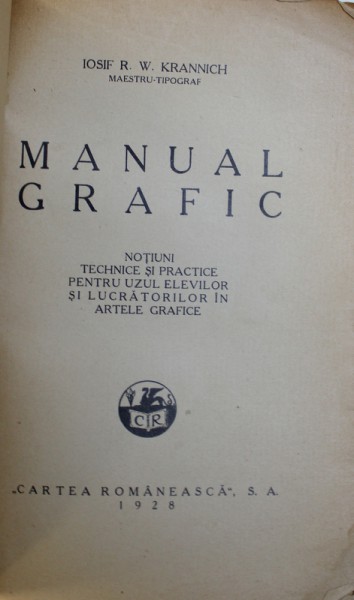 IOSIF R. W. KRANNICH
MAESTRU-TIPOGRAF
MANUAL
GRAFIC
NOȚIUNI
TECHNICE ȘI PRACTICE
PENTRU UZUL ELEVILOR
ȘI LUCRĂTORILOR ÎN
ARTELE GRAFICE
C R
„CARTEA ROMÂNEASCĂ“, S. A.
1928